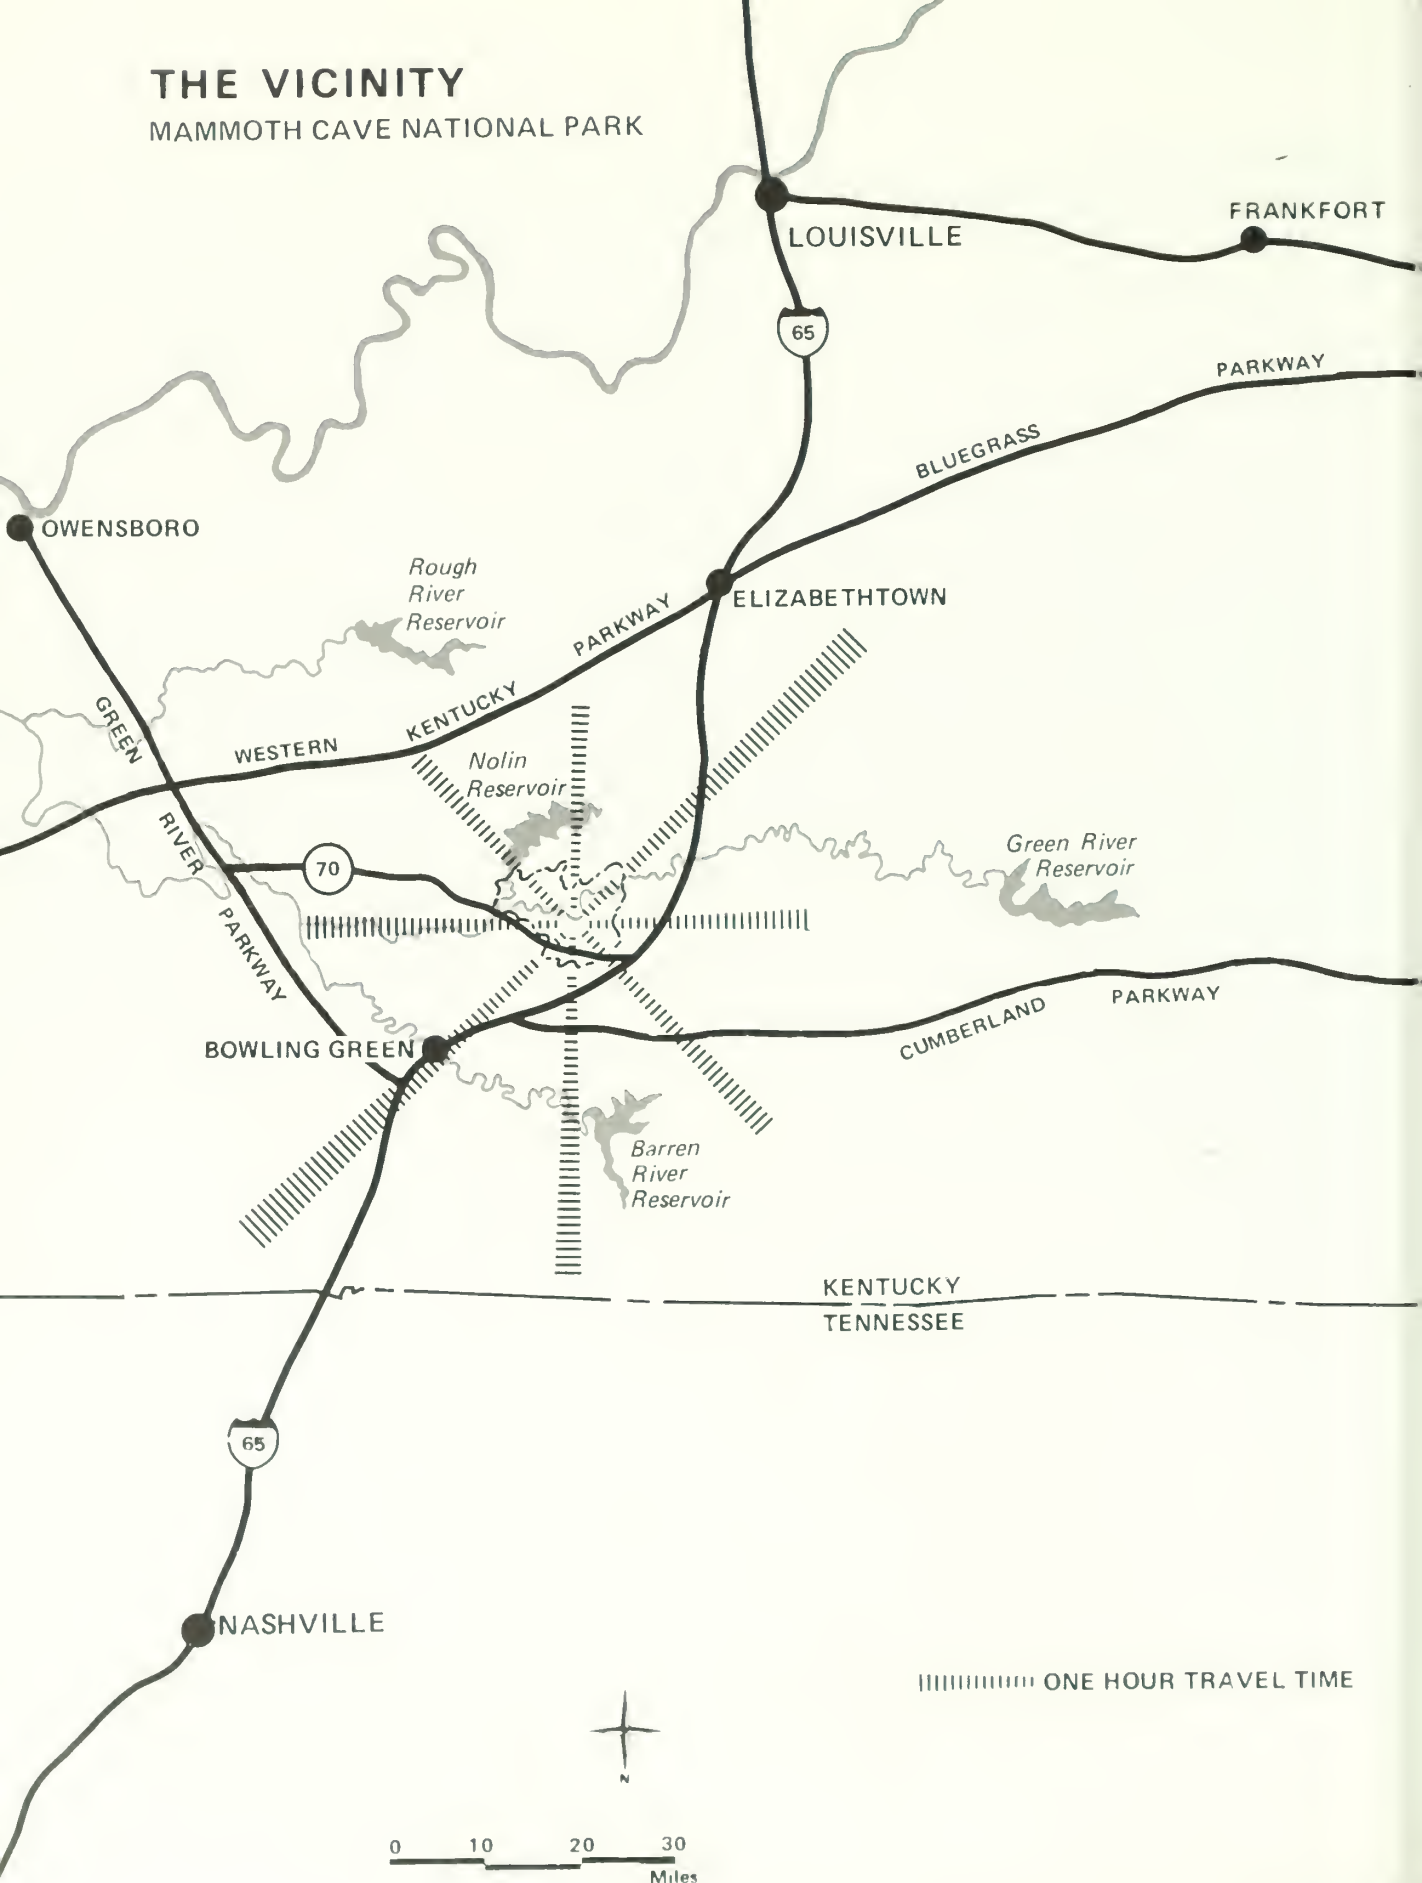 THE VICINITY
MAMMOTH CAVE NATIONAL PARK
FRANKFORT
LOUISVILLE
65
PARKWAY
BLUEGRASS
OWENSBORO
Rough
River
Reservoir
ELIZABETHTOWN
PARKWAY
KENTUCKY
WESTERN
GREEN
Nolin
Reservoir
RIVER
70
Green River
Reservoir
PARKWAY
PARKWAY
CUMBERLAND
BOWLING GREEN
Barren
River
Reservoir
KENTUCKY
TENNESSEE
65
NASHVILLE
ONE HOUR TRAVEL TIME
N
0 10 20 30
Miles